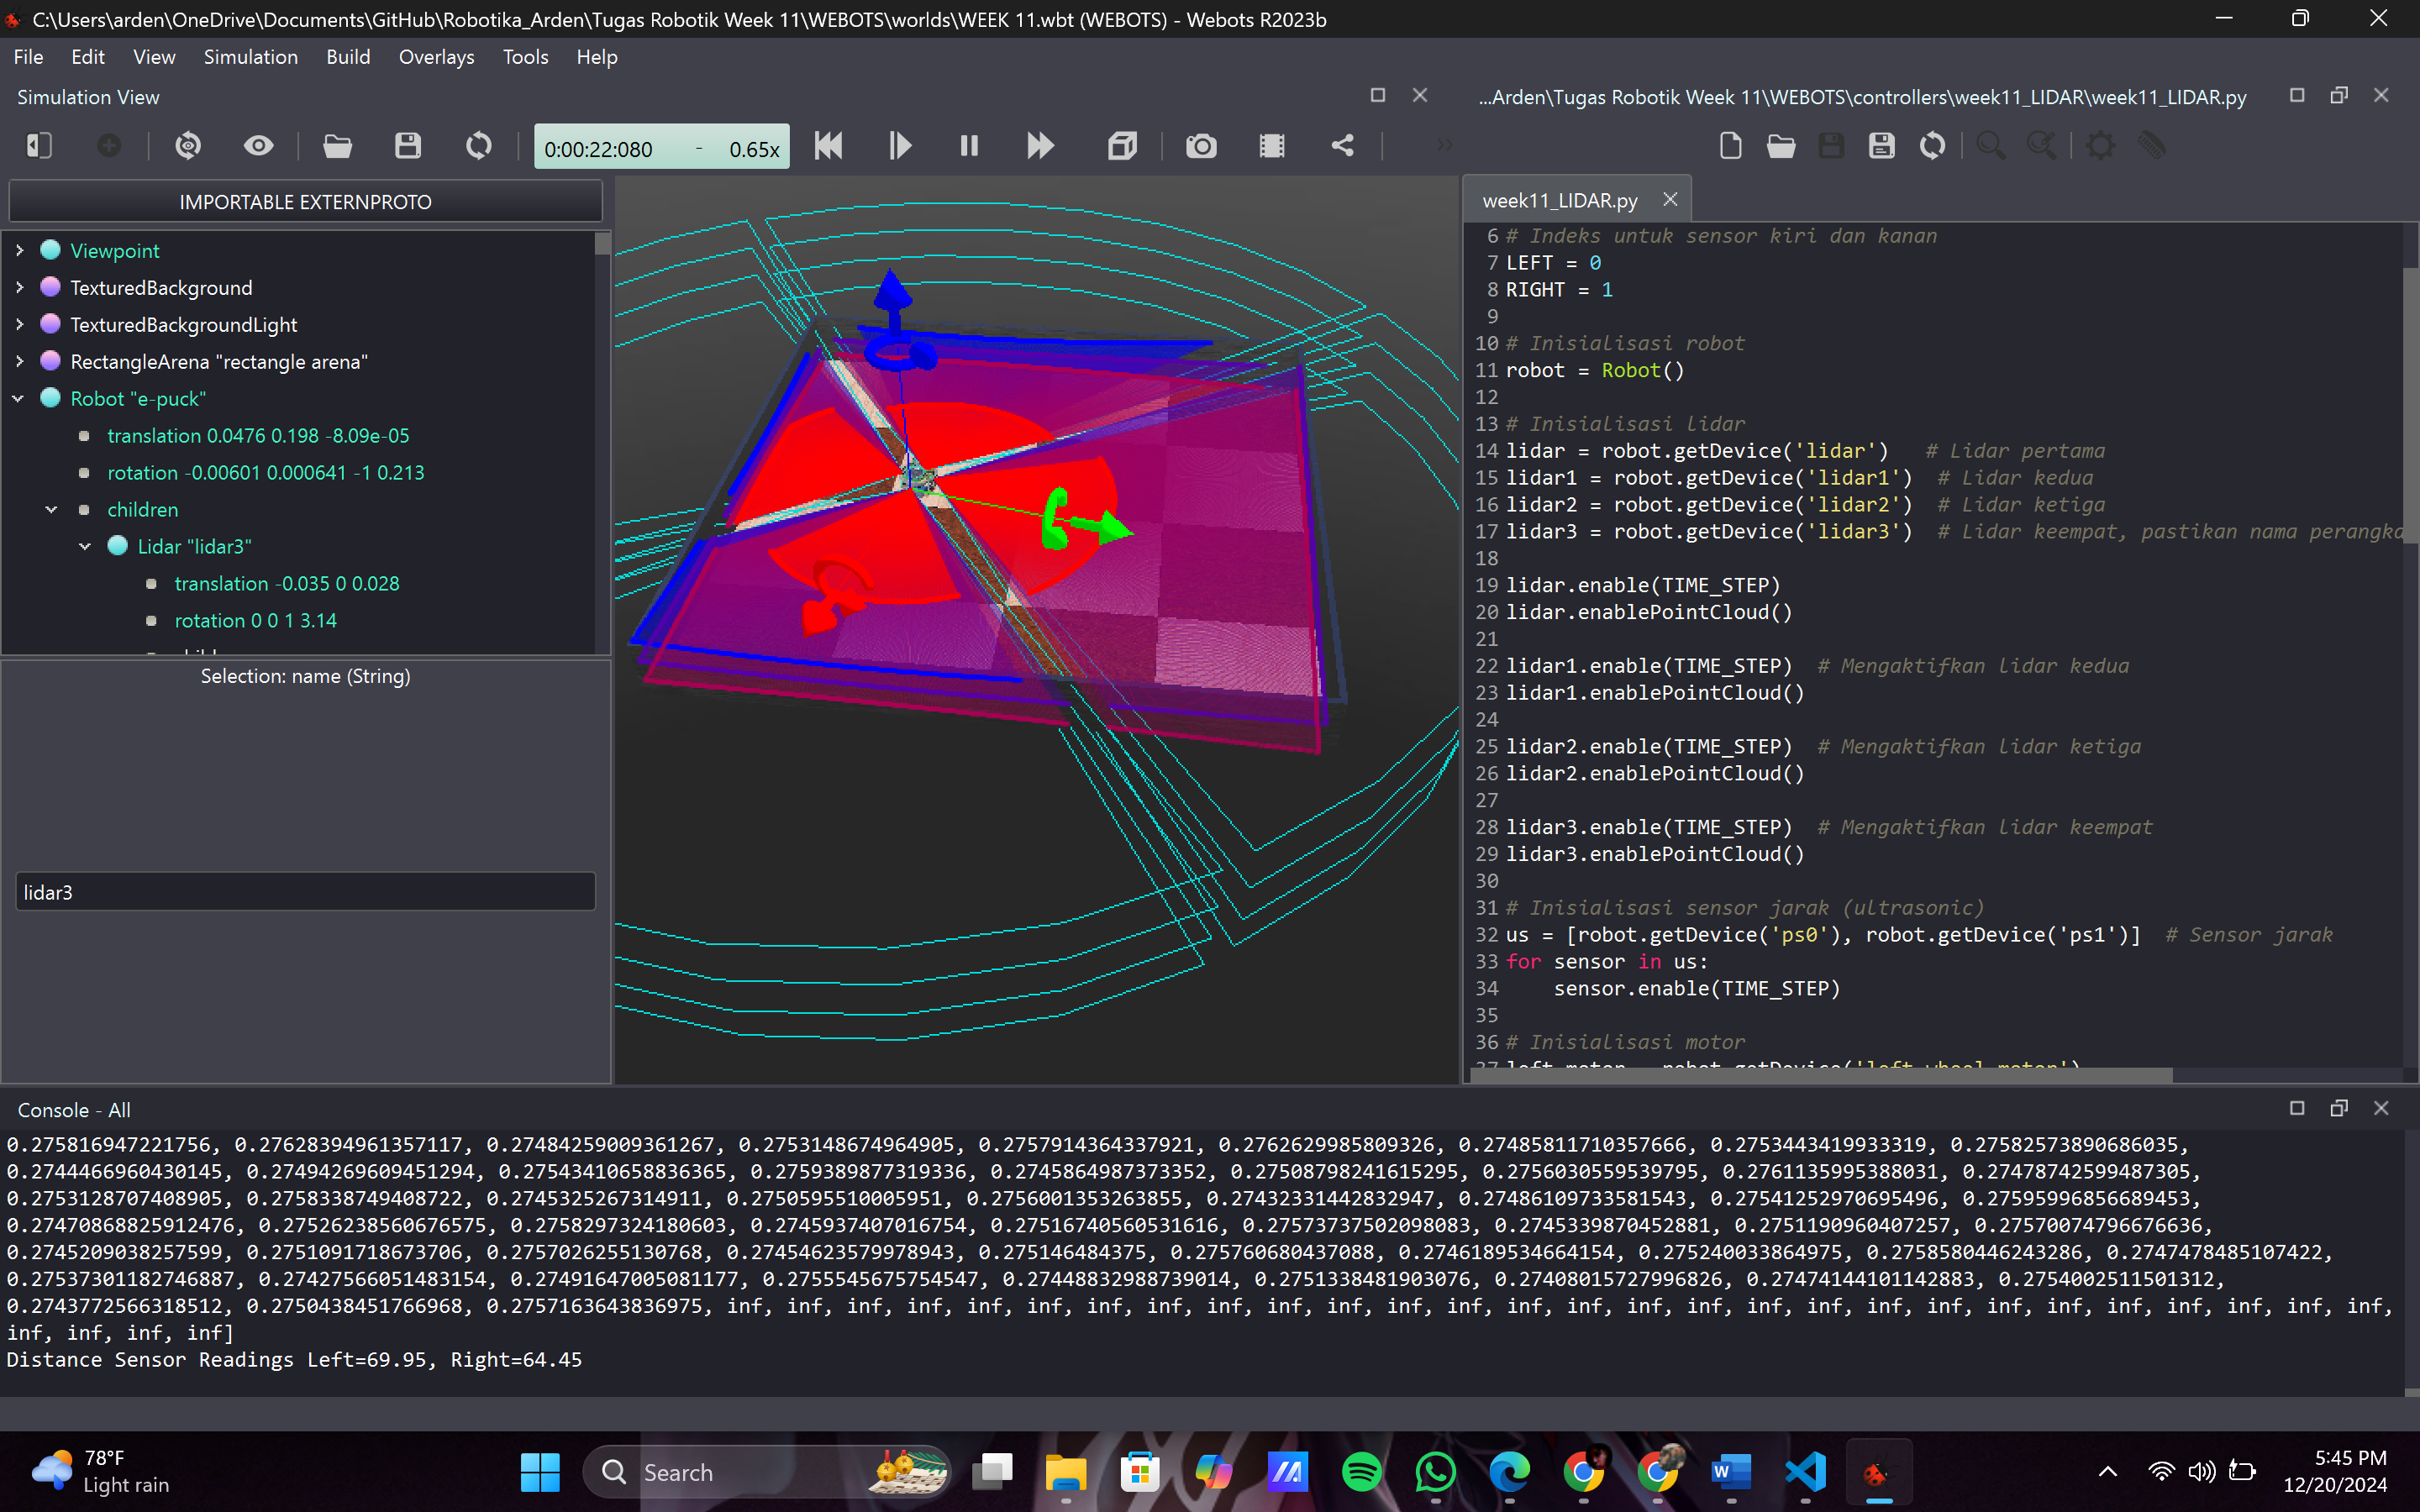 C:\Users\arden\OneDrive\Documents\GitHub\Robotika_Arden\Tugas Robotik Week 11\WEBOTS\worlds\WEEK 11.wbt (WEBOTS) - Webots R2023b
File Edit View Simulation Build Overlays Tools Help
Simulation View
0:00:22:080 - 0.65x
IMPORTABLE EXTERNPROTO
Viewpoint
TexturedBackground
TexturedBackgroundLight
RectangleArena "rectangle arena"
Robot "e-puck"
translation 0.0476 0.198 -8.09e-05
rotation -0.00601 0.000641 -1 0.213
children
Lidar "lidar3"
translation -0.035 0 0.028
rotation 0 0 1 3.14
Selection: name (String)
lidar3
...Arden\Tugas Robotik Week 11\WEBOTS\controllers\week11_LIDAR\week11_LIDAR.py
week11_LIDAR.py
6 # Indeks untuk sensor kiri dan kanan
7 LEFT = 0
8 RIGHT = 1
9
10 # Inisialisasi robot
11 robot = Robot()
12
13 # Inisialisasi lidar
14 lidar = robot.getDevice('lidar')   # Lidar pertama
15 lidar1 = robot.getDevice('lidar1')  # Lidar kedua
16 lidar2 = robot.getDevice('lidar2')  # Lidar ketiga
17 lidar3 = robot.getDevice('lidar3')  # Lidar keempat, pastikan nama perangka
18
19 lidar.enable(TIME_STEP)
20 lidar.enablePointCloud()
21
22 lidar1.enable(TIME_STEP)  # Mengaktifkan lidar kedua
23 lidar1.enablePointCloud()
24
25 lidar2.enable(TIME_STEP)  # Mengaktifkan lidar ketiga
26 lidar2.enablePointCloud()
27
28 lidar3.enable(TIME_STEP)  # Mengaktifkan lidar keempat
29 lidar3.enablePointCloud()
30
31 # Inisialisasi sensor jarak (ultrasonic)
32 us = [robot.getDevice('ps0'), robot.getDevice('ps1')]  # Sensor jarak
33 for sensor in us:
34     sensor.enable(TIME_STEP)
35
36 # Inisialisasi motor
37 left_motor = robot.getDevice('left wheel motor')
Console - All
0.275816947221756, 0.27628394961357117, 0.27484259009361267, 0.2753148674964905, 0.2757914364337921, 0.2762629985809326, 0.27485811710357666, 0.2753443419933319, 0.27582573890686035,
0.2744466960430145, 0.27494269609451294, 0.27543410658836365, 0.2759389877319336, 0.2745864987373352, 0.27508798241615295, 0.2756030559539795, 0.2761135995388031, 0.27478742599487305,
0.2753128707408905, 0.2758338749408722, 0.2745325267314911, 0.2750595510005951, 0.2756001353263855, 0.27432331442832947, 0.27486109733581543, 0.27541252970695496, 0.27595996856689453,
0.27470868825912476, 0.27526238560676575, 0.2758297324180603, 0.2745937407016754, 0.27516740560531616, 0.27573737502098083, 0.2745339870452881, 0.2751190960407257, 0.27570074796676636,
0.2745209038257599, 0.2751091718673706, 0.2757026255130768, 0.27454623579978943, 0.275146484375, 0.275760680437088, 0.2746189534664154, 0.275240033864975, 0.2758580446243286, 0.2747478485107422,
0.27537301182746887, 0.27427566051483154, 0.27491647005081177, 0.2755545675754547, 0.27448832988739014, 0.2751338481903076, 0.27408015727996826, 0.27474144101142883, 0.2754002511501312,
0.2743772566318512, 0.2750438451766968, 0.2757163643836975, inf, inf, inf, inf, inf, inf, inf, inf, inf, inf, inf, inf, inf, inf, inf, inf, inf, inf, inf, inf, inf, inf, inf, inf, inf, inf, inf, inf,
inf, inf, inf, inf]
Distance Sensor Readings Left=69.95, Right=64.45
78°F
Light rain
Search
5:45 PM
12/20/2024